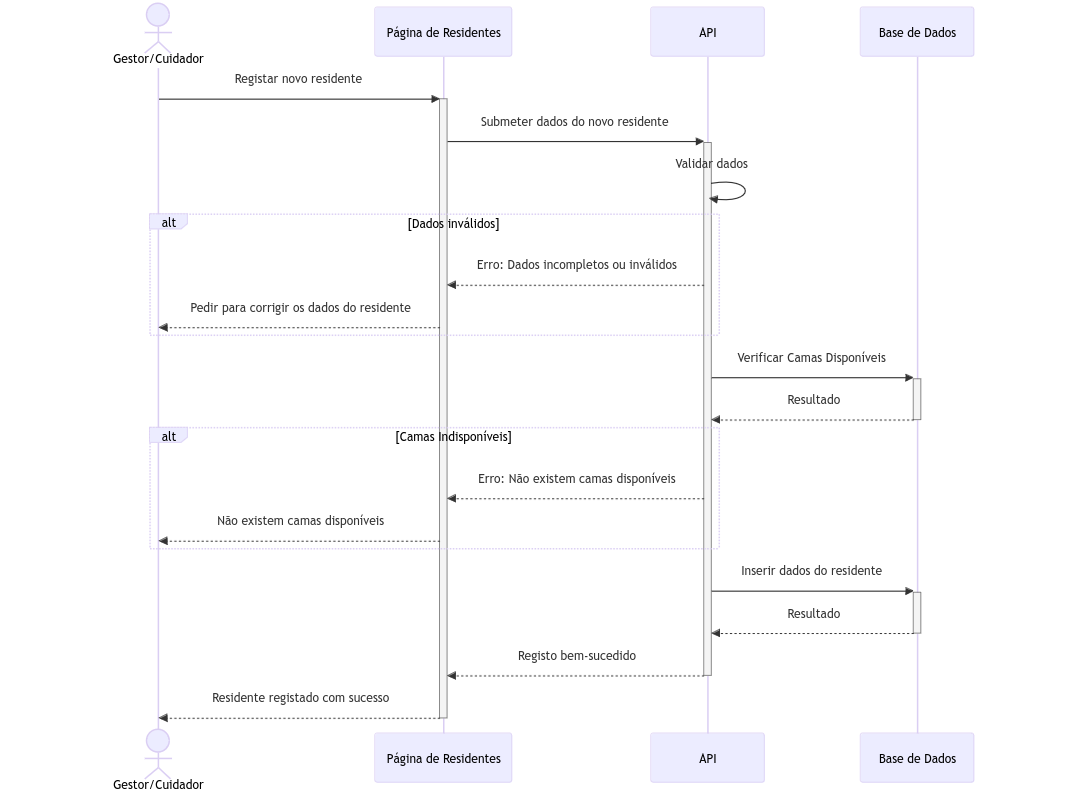 Gestor/Cuidador
Página de Residentes
API
Base de Dados
Registar novo residente
Submeter dados do novo residente
Validar dados
alt
[Dados inválidos]
Erro: Dados incompletos ou inválidos
Pedir para corrigir os dados do residente
Verificar Camas Disponíveis
Resultado
alt
[Camas Indisponíveis]
Erro: Não existem camas disponíveis
Não existem camas disponíveis
Inserir dados do residente
Resultado
Registo bem-sucedido
Residente registado com sucesso
Gestor/Cuidador
Página de Residentes
API
Base de Dados